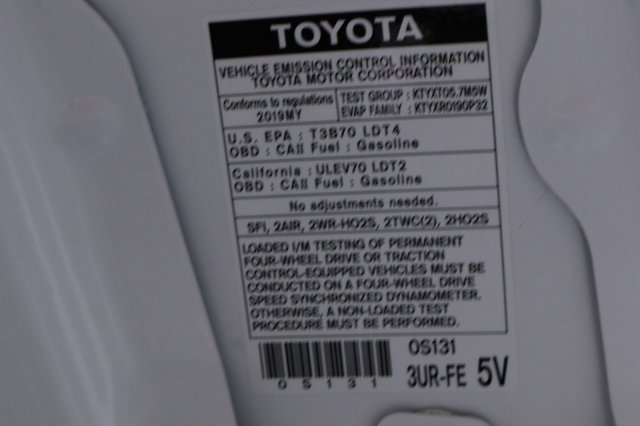 TOYOTA
VEHICLE EMISSION CONTROL INFORMATION
TOYOTA MOTOR CORPORATION
Conforms to regulations
2019MY
TEST GROUP : KTYXT05.7M5W
EVAP FAMILY : KTYXR0190P32
U.S. EPA : T3B70 LDT4
OBD : CAII Fuel : Gasoline
California : ULEV70 LDT2
OBD : CAII Fuel : Gasoline
No adjustments needed.
SFI, 2AIR, 2WR-HO2S, 2TWC(2), 2HO2S
LOADED I/M TESTING OF PERMANENT
FOUR-WHEEL DRIVE OR TRACTION
CONTROL-EQUIPPED VEHICLES MUST BE
CONDUCTED ON A FOUR-WHEEL DRIVE
SPEED SYNCHRONIZED DYNAMOMETER.
OTHERWISE, A NON-LOADED TEST
PROCEDURE MUST BE PERFORMED.
0S131
0S131
3UR-FE 5V